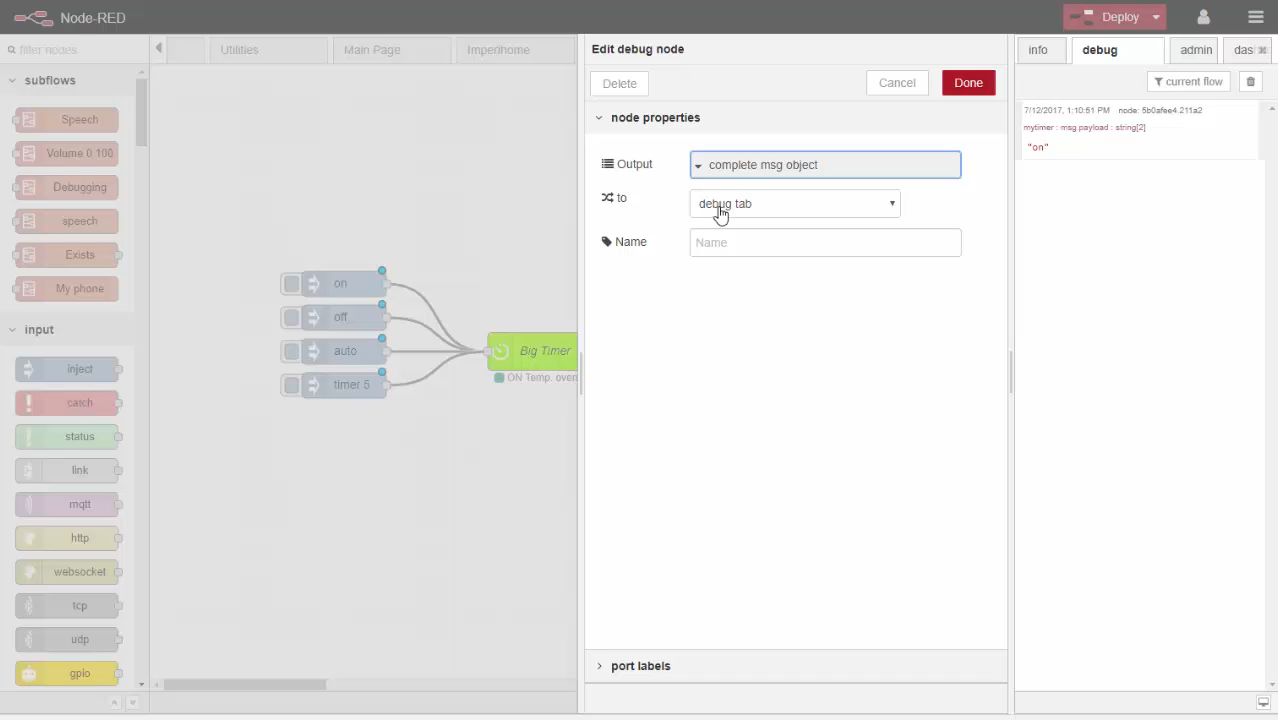 Node-RED
Deploy
filter nodes
Utilities
Main Page
Imperihome
subflows
Speech
Volume 0 100
Debugging
speech
Exists
My phone
input
inject
catch
status
link
mqtt
http
websocket
tcp
udp
gpio
on
off
auto
timer 5
Big Timer
ON Temp. oven
Edit debug node
Delete
Cancel
Done
node properties
Output
complete msg object
to
debug tab
Name
Name
port labels
info
debug
admin
das
current flow
7/12/2017, 1:10:51 PM node: 5b0afee4.211a2
mytimer : msg.payload : string[2]
"on"